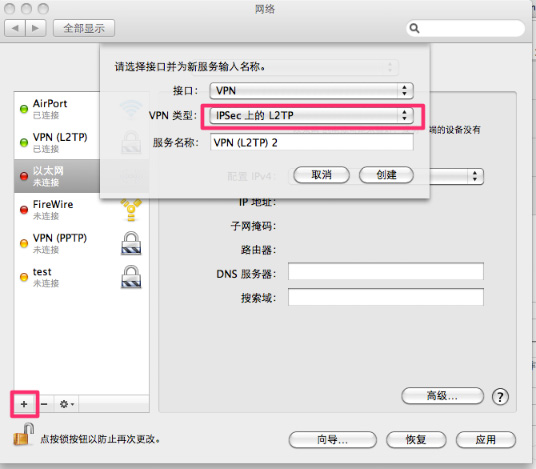 网络
全部显示
请选择接口并为新服务输入名称。
接口: VPN
VPN 类型: IPSec 上的 L2TP
服务名称: VPN (L2TP) 2
取消
创建
AirPort
已连接
VPN (L2TP)
已连接
以太网
未连接
FireWire
未连接
VPN (PPTP)
未连接
test
未连接
端的设备没有
配置 IPv4:
IP 地址:
子网掩码:
路由器:
DNS 服务器:
搜索域:
高级...
?
+ −
点按锁按钮以防止再次更改。
向导...
恢复
应用